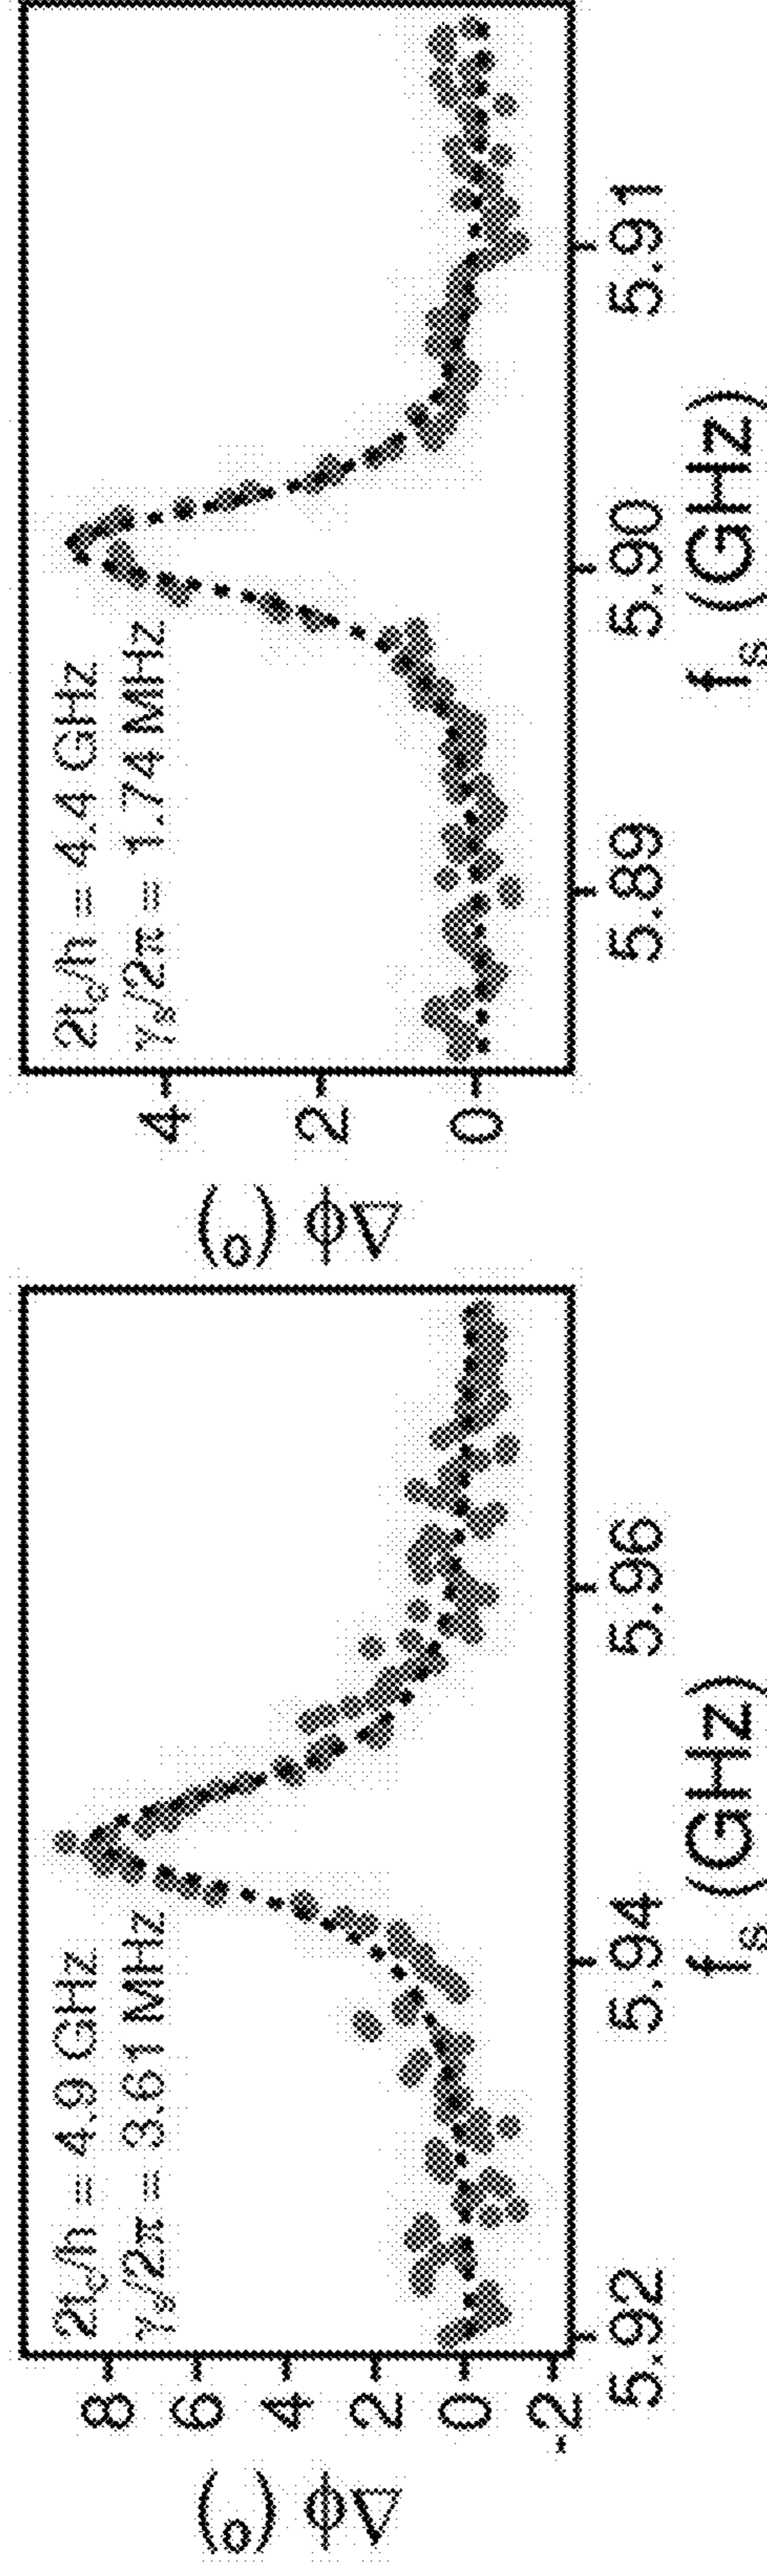 2t_c/h = 4.9 GHz
γ_s/2π = 3.61 MHz
Δφ (°)
8
6
4
2
0
-2
5.92
5.94
5.96
f_s (GHz)
2t_c/h = 4.4 GHz
γ_s/2π = 1.74 MHz
Δφ (°)
4
2
0
5.89
5.90
5.91
f_s (GHz)